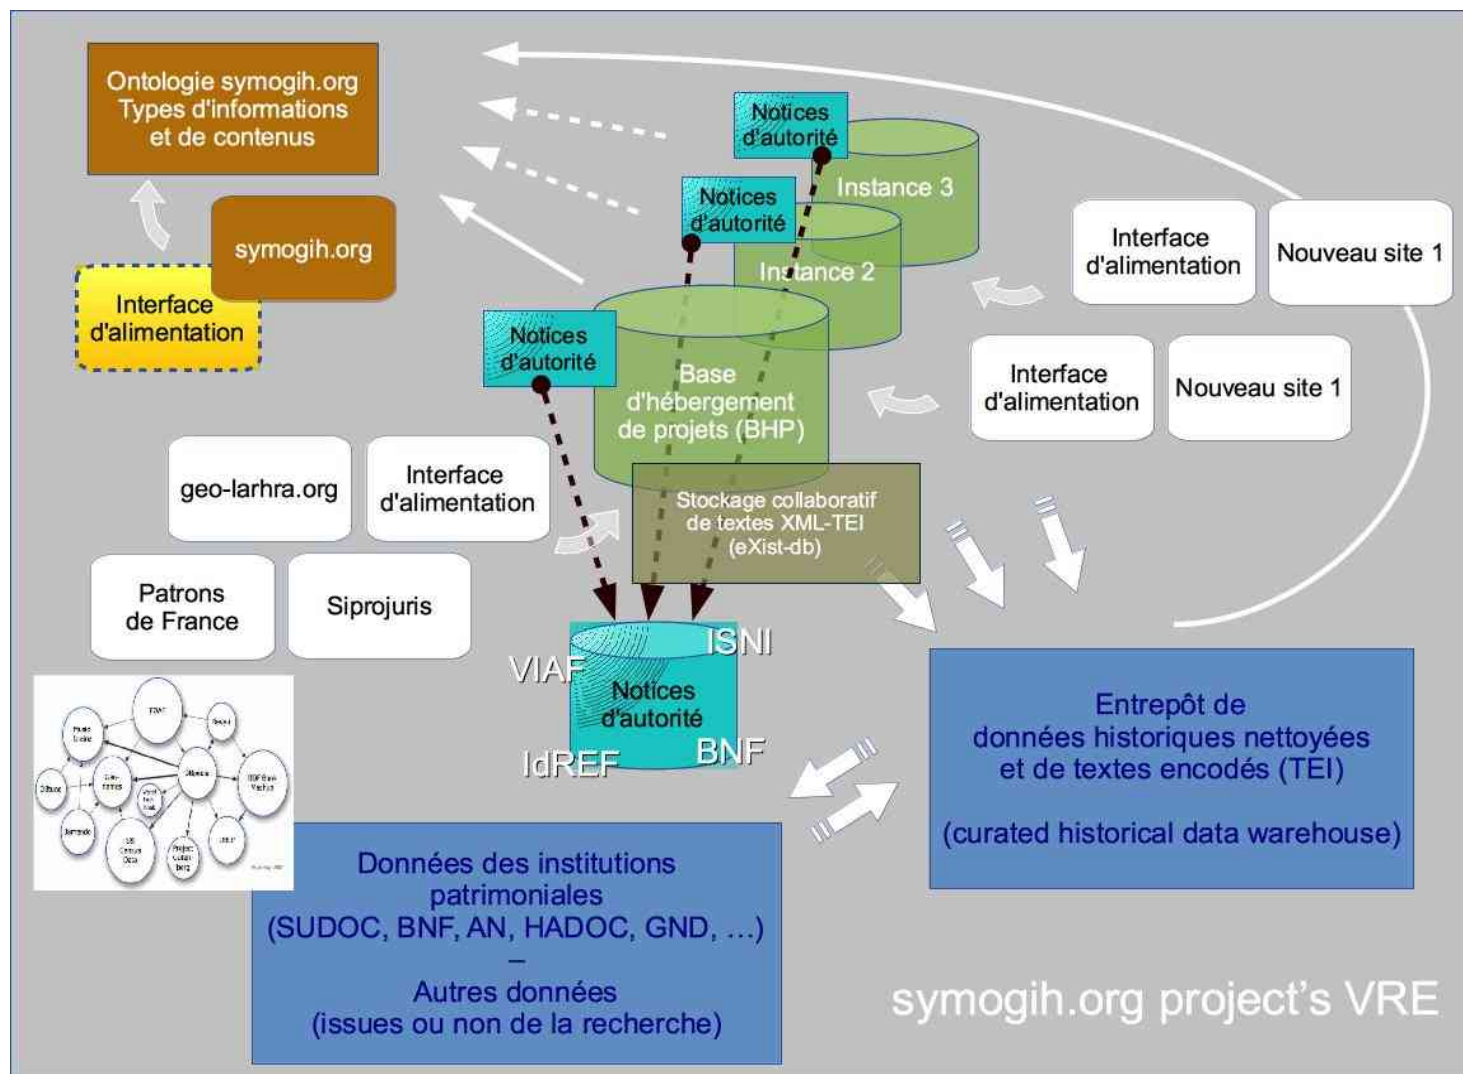 Ontologie symogih.org
Types d'informations
et de contenus
symogih.org
Interface
d'alimentation
Notices
d'autorité
Instance 3
Notices
d'autorité
Instance 2
Notices
d'autorité
Base
d'hébergement
de projets (BHP)
Interface
d'alimentation
Nouveau site 1
Interface
d'alimentation
Nouveau site 1
geo-larhra.org
Interface
d'alimentation
Stockage collaboratif
de textes XML-TEI
(eXist-db)
Patrons
de France
Siprojuris
VIAF
ISNI
Notices
d'autorité
IdREF
BNF
Entrepôt de
données historiques nettoyées
et de textes encodés (TEI)
(curated historical data warehouse)
Données des institutions
patrimoniales
(SUDOC, BNF, AN, HADOC, GND, …)
–
Autres données
(issues ou non de la recherche)
symogih.org project's VRE